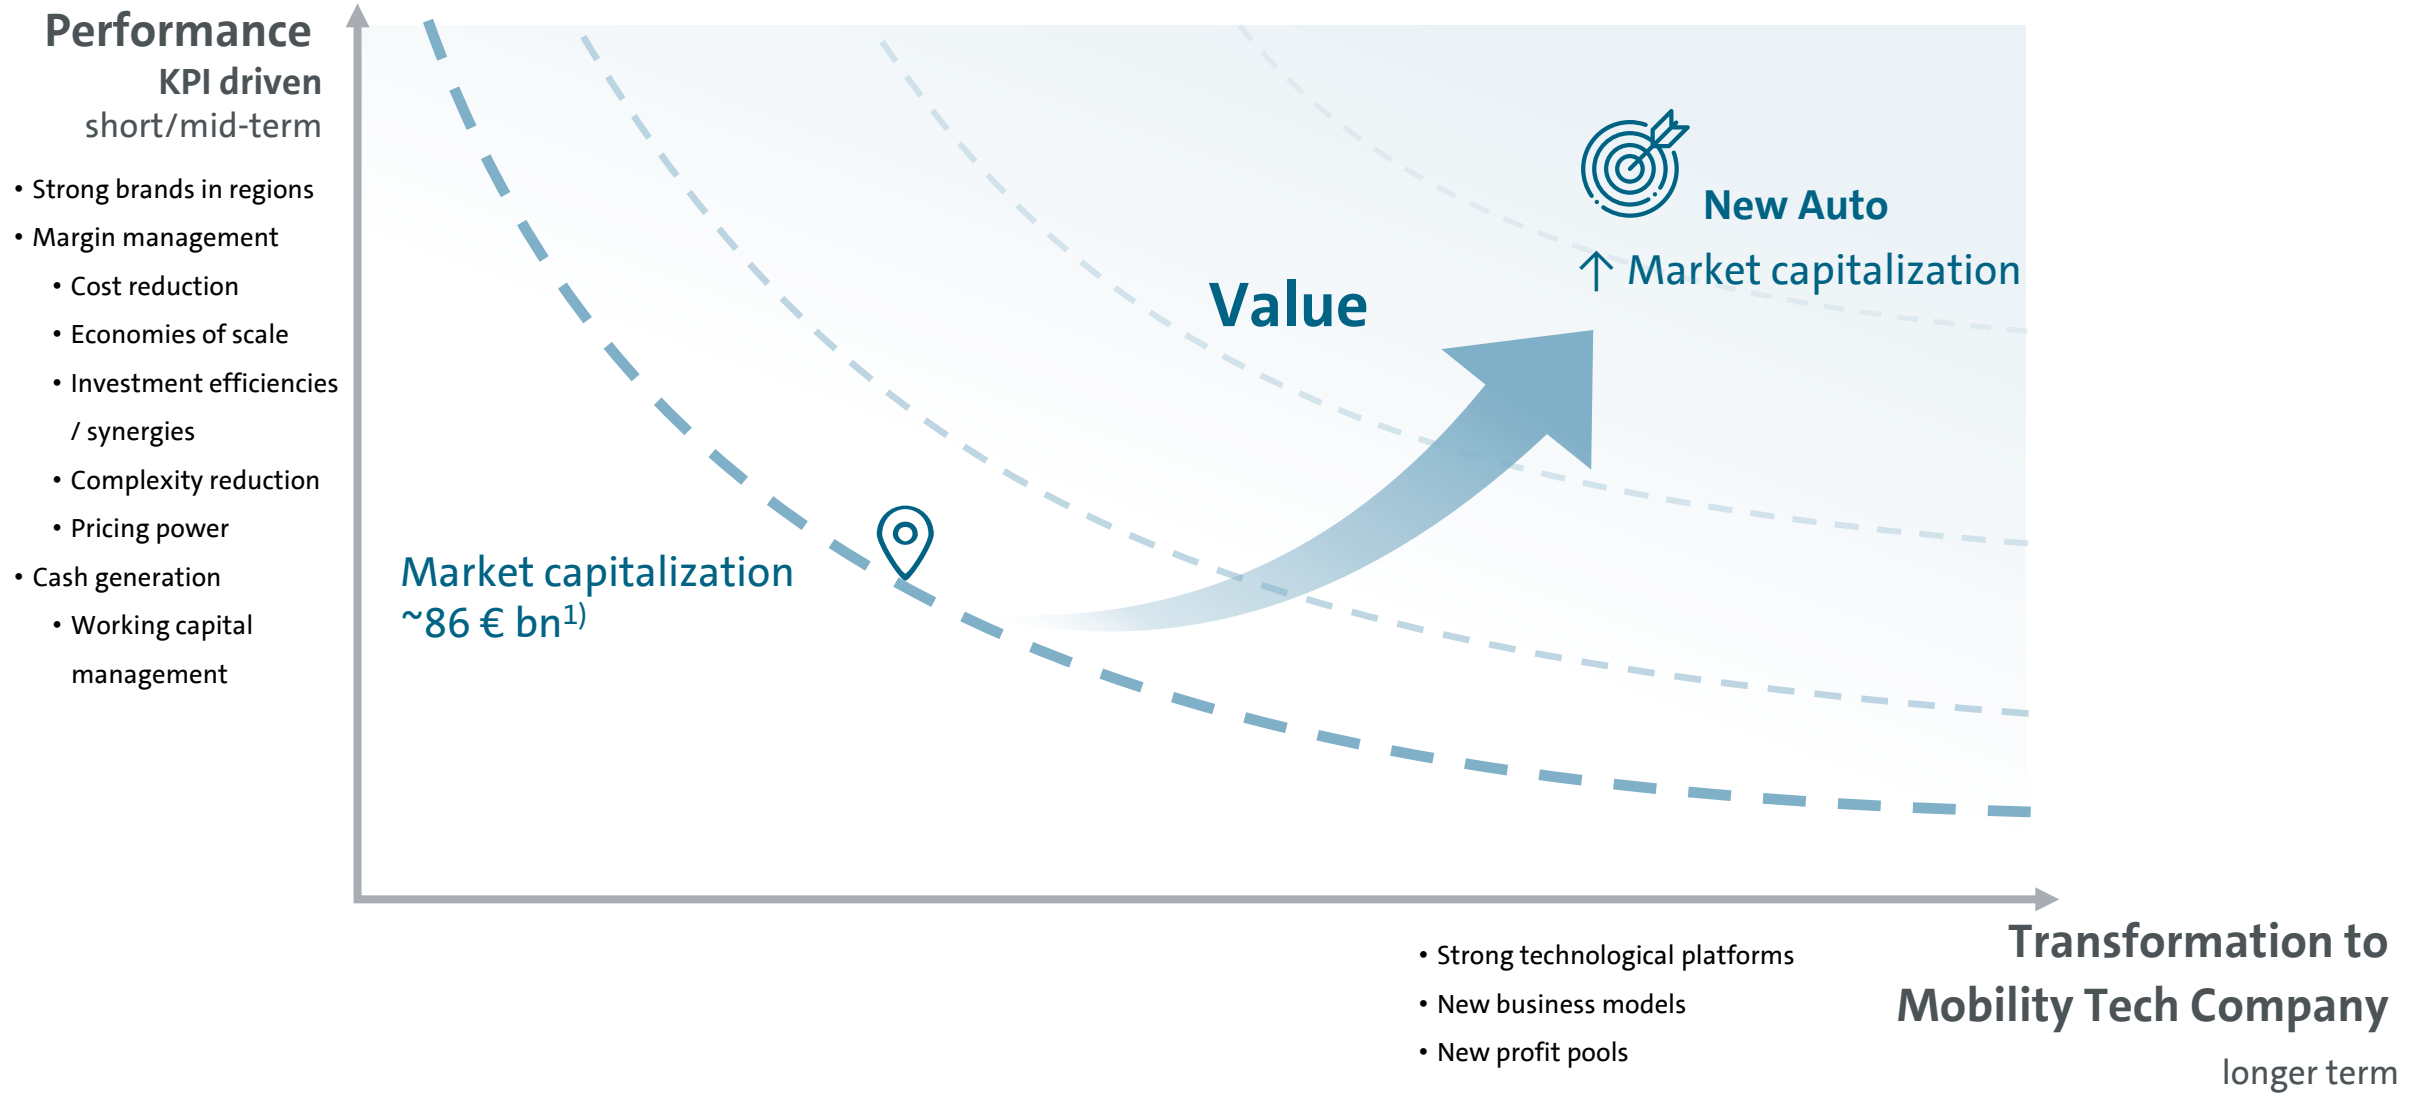 Performance
KPI driven
short/mid-term
• Strong brands in regions
• Margin management
• Cost reduction
• Economies of scale
• Investment efficiencies
/ synergies
• Complexity reduction
• Pricing power
• Cash generation
• Working capital
management
New Auto
↑ Market capitalization
Value
Market capitalization
~86 € bn1)
• Strong technological platforms
• New business models
• New profit pools
Transformation to
Mobility Tech Company
longer term